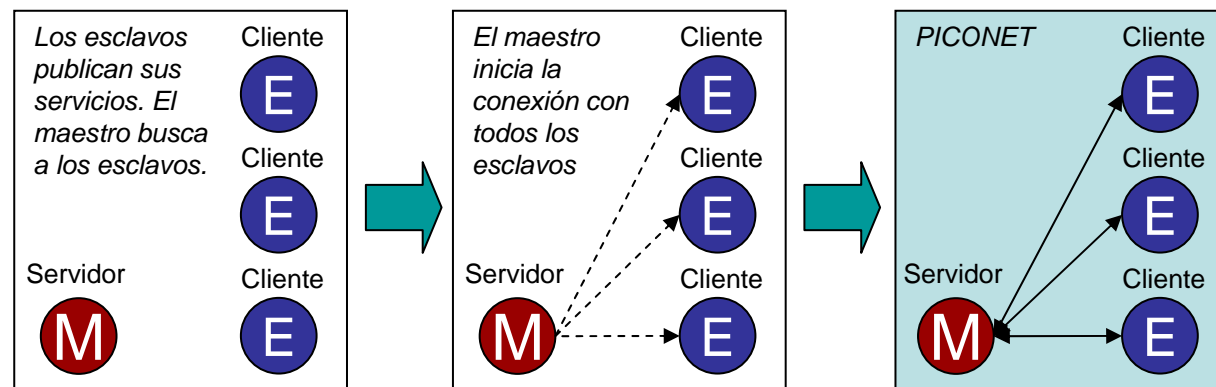 Los esclavos
publican sus
servicios. El
maestro busca
a los esclavos.
Cliente
E
Cliente
E
Servidor
M
Cliente
E
El maestro
inicia la
conexión con
todos los
esclavos
Cliente
E
Cliente
E
Servidor
M
Cliente
E
PICONET
Cliente
E
Cliente
E
Servidor
M
Cliente
E